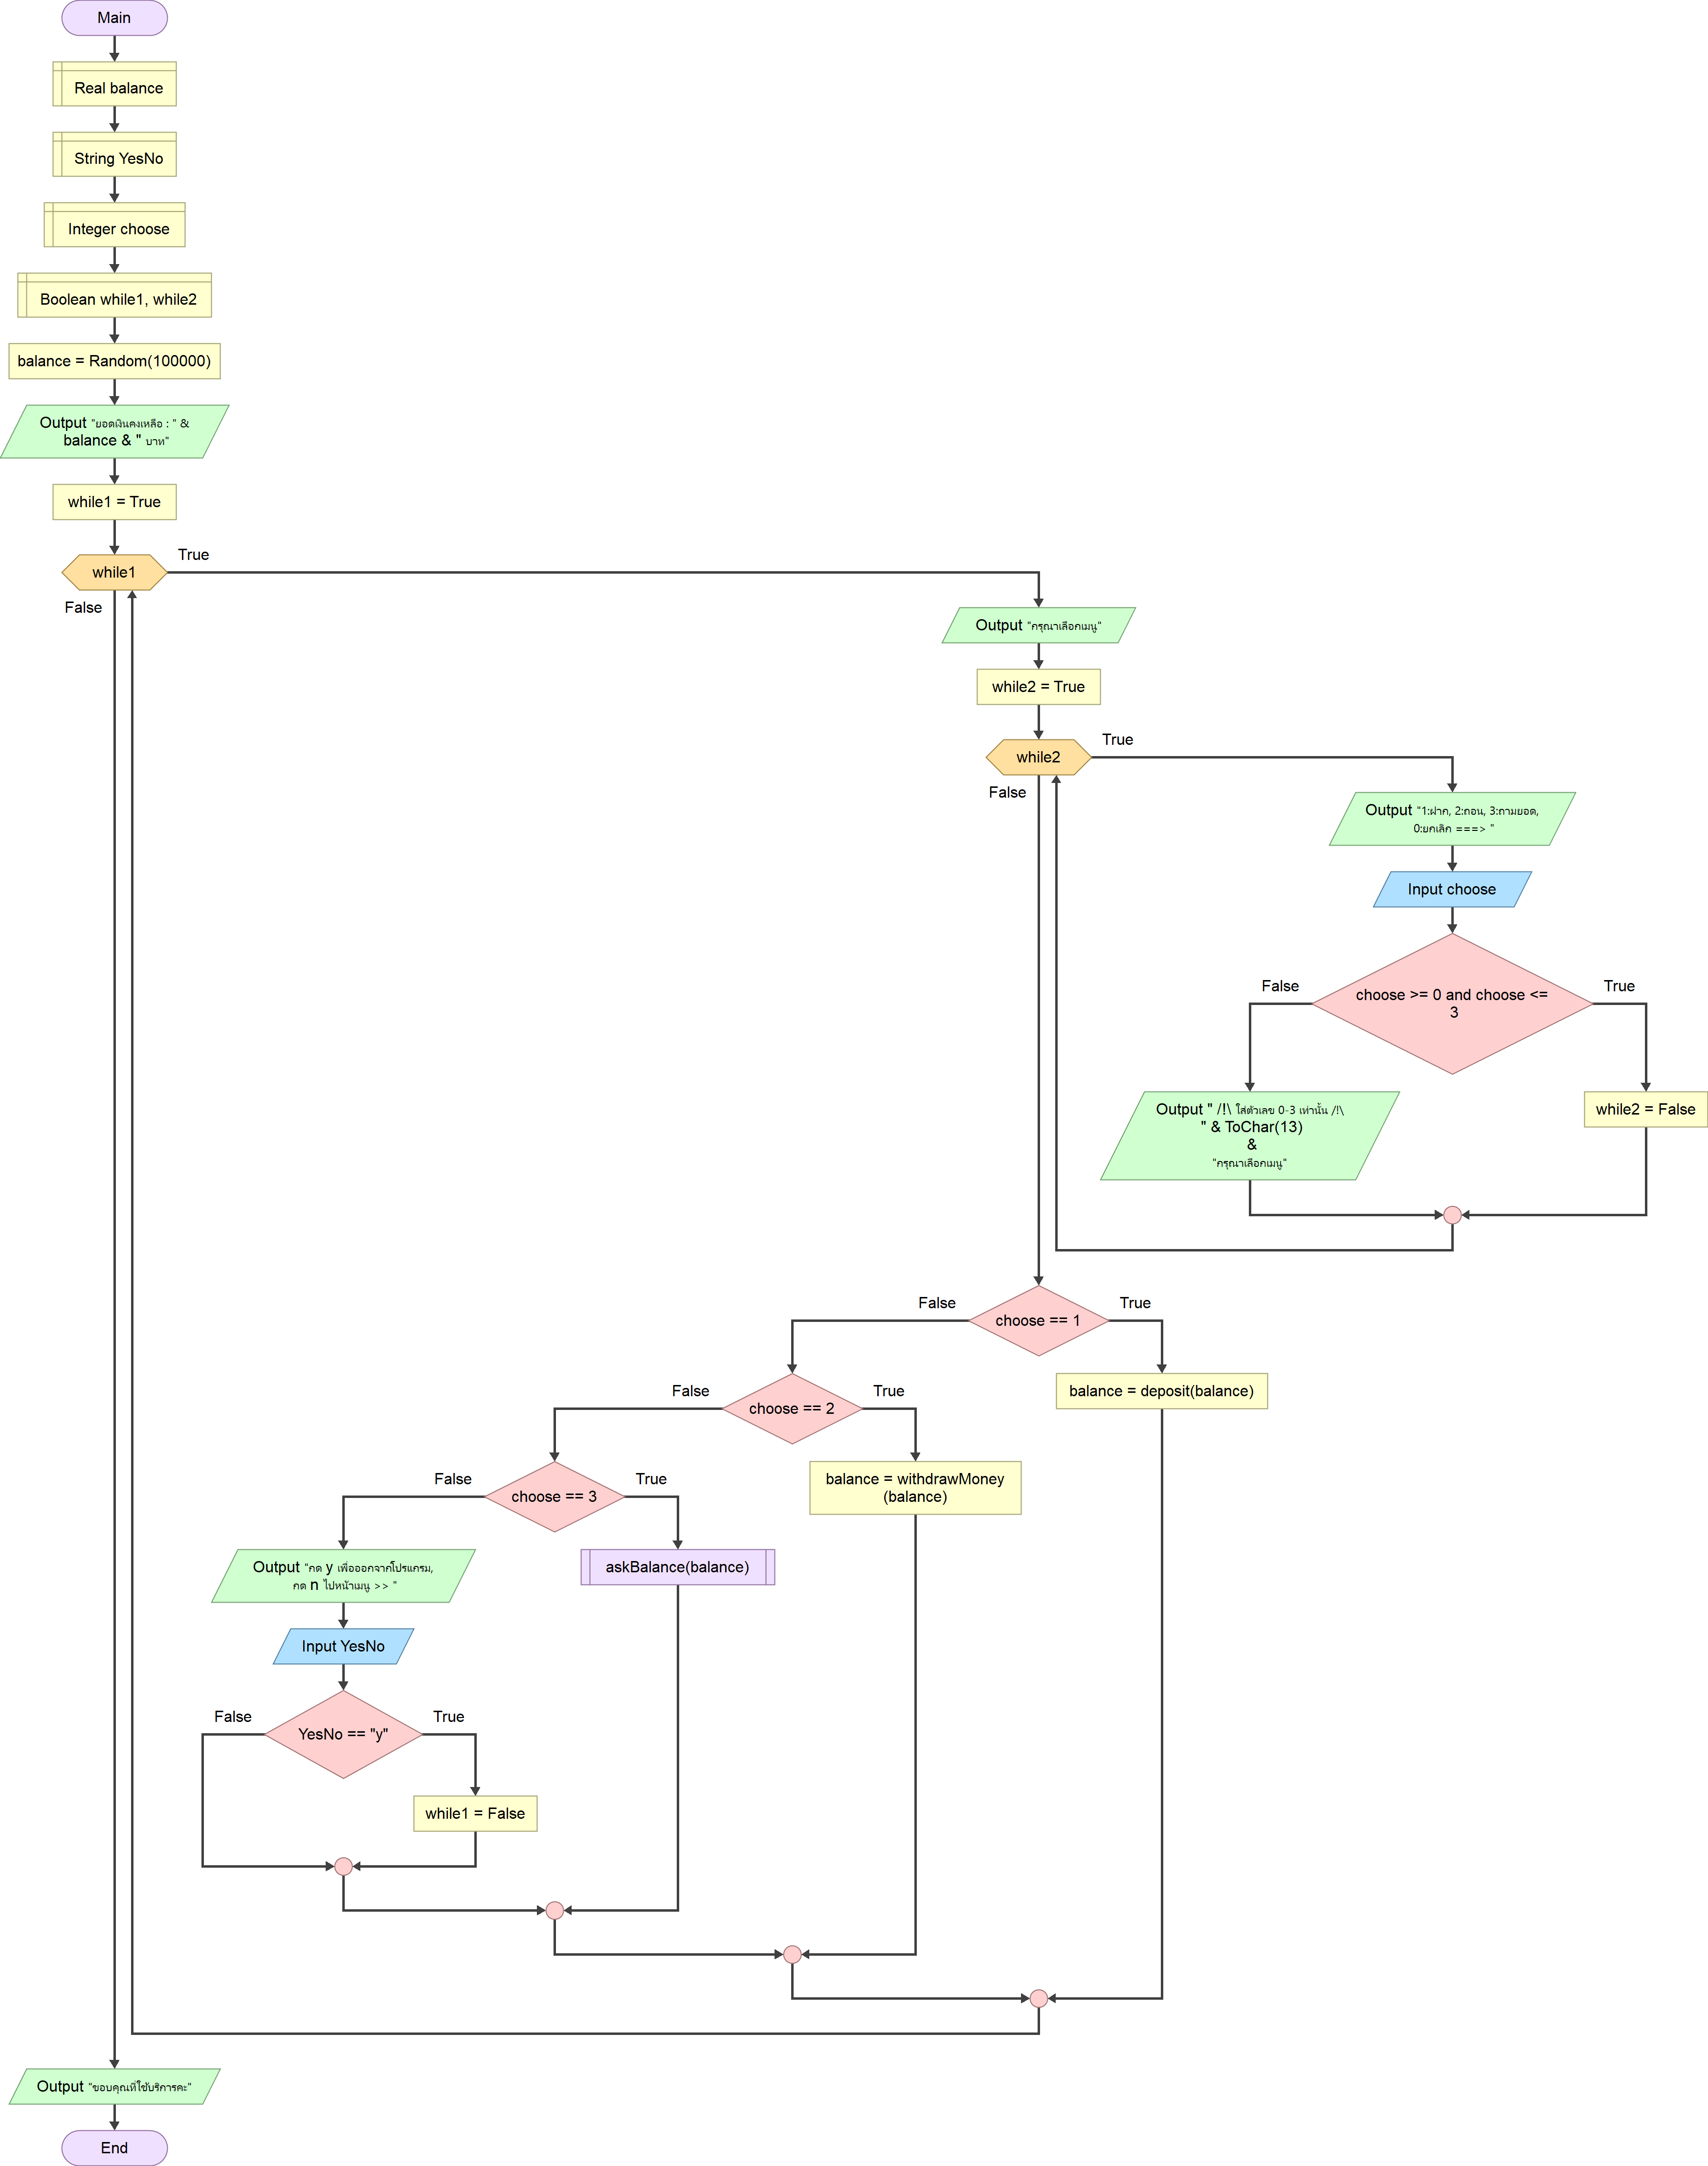 Main
Real balance
String YesNo
Integer choose
Boolean while1, while2
balance = Random(100000)
Output "ยอดเงินคงเหลือ : " &
balance & " บาท"
while1 = True
while1
True
False
Output "กรุณาเลือกเมนู"
while2 = True
while2
True
False
Output "1:ฝาก, 2:ถอน, 3:ถามยอด,
0:ยกเลิก ===> "
Input choose
False
choose >= 0 and choose <=
3
True
Output " /!\ ใส่ตัวเลข 0-3 เท่านั้น /!\
" & ToChar(13)
&
"กรุณาเลือกเมนู"
while2 = False
False
choose == 1
True
balance = deposit(balance)
False
choose == 2
True
balance = withdrawMoney
(balance)
False
choose == 3
True
askBalance(balance)
Output "กด y เพื่อออกจากโปรแกรม,
กด n ไปหน้าเมนู >> "
Input YesNo
False
YesNo == "y"
True
while1 = False
Output "ขอบคุณที่ใช้บริการคะ"
End